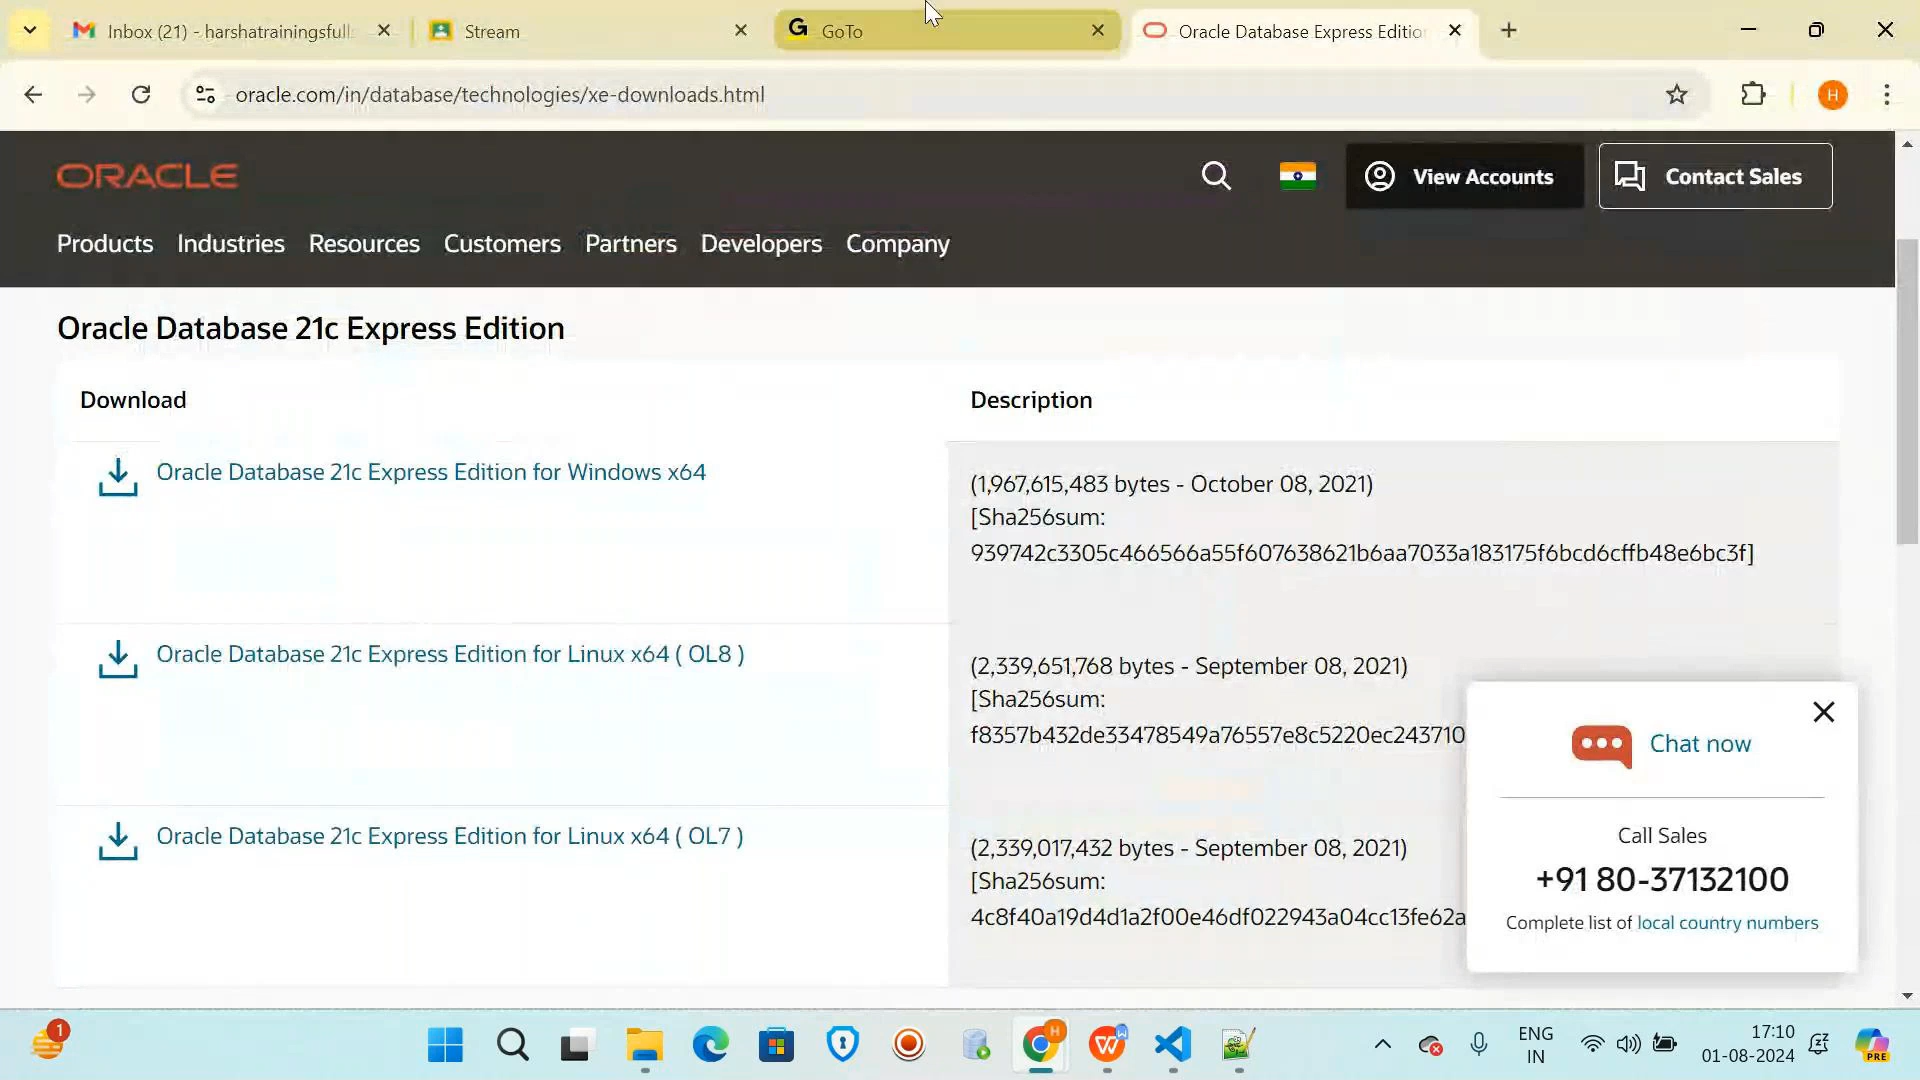 Inbox (21) - harshatrainingsfull
Stream
GoTo
Oracle Database Express Editio
oracle.com/in/database/technologies/xe-downloads.html
H
ORACLE
View Accounts
Contact Sales
Products Industries Resources Customers Partners Developers Company
Oracle Database 21c Express Edition
Download
Description
Oracle Database 21c Express Edition for Windows x64
(1,967,615,483 bytes - October 08, 2021)
[Sha256sum:
939742c3305c466566a55f607638621b6aa7033a183175f6bcd6cffb48e6bc3f]
Oracle Database 21c Express Edition for Linux x64 ( OL8 )
(2,339,651,768 bytes - September 08, 2021)
[Sha256sum:
f8357b432de33478549a76557e8c5220ec243710
Oracle Database 21c Express Edition for Linux x64 ( OL7 )
(2,339,017,432 bytes - September 08, 2021)
[Sha256sum:
4c8f40a19d4d1a2f00e46df022943a04cc13fe62a
Chat now
Call Sales
+91 80-37132100
Complete list of local country numbers
1
H
W
ENG
IN
17:10
01-08-2024
PRE